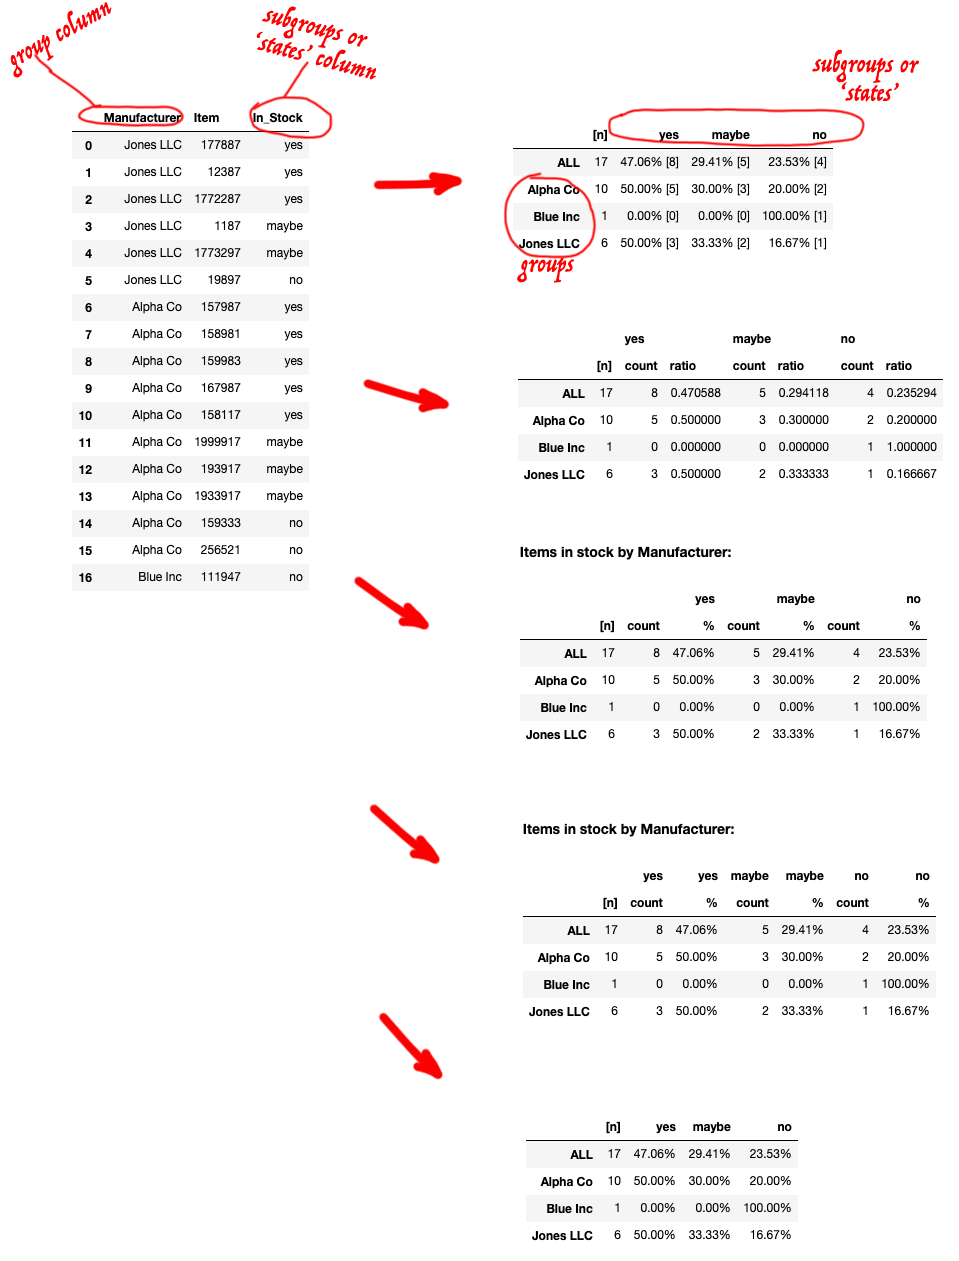 group column
subgroups or
'states' column
Manufacturer Item In_Stock
0 Jones LLC 177887 yes
1 Jones LLC 12387 yes
2 Jones LLC 1772287 yes
3 Jones LLC 1187 maybe
4 Jones LLC 1773297 maybe
5 Jones LLC 19897 no
6 Alpha Co 157987 yes
7 Alpha Co 158981 yes
8 Alpha Co 159983 yes
9 Alpha Co 167987 yes
10 Alpha Co 158117 yes
11 Alpha Co 1999917 maybe
12 Alpha Co 193917 maybe
13 Alpha Co 1933917 maybe
14 Alpha Co 159333 no
15 Alpha Co 256521 no
16 Blue Inc 111947 no
subgroups or
'states'
[n] yes maybe no
ALL 17 47.06% [8] 29.41% [5] 23.53% [4]
Alpha Co 10 50.00% [5] 30.00% [3] 20.00% [2]
Blue Inc 1 0.00% [0] 0.00% [0] 100.00% [1]
Jones LLC 6 50.00% [3] 33.33% [2] 16.67% [1]
groups
yes maybe no
[n] count ratio count ratio count ratio
ALL 17 8 0.470588 5 0.294118 4 0.235294
Alpha Co 10 5 0.500000 3 0.300000 2 0.200000
Blue Inc 1 0 0.000000 0 0.000000 1 1.000000
Jones LLC 6 3 0.500000 2 0.333333 1 0.166667
Items in stock by Manufacturer:
yes maybe no
[n] count % count % count %
ALL 17 8 47.06% 5 29.41% 4 23.53%
Alpha Co 10 5 50.00% 3 30.00% 2 20.00%
Blue Inc 1 0 0.00% 0 0.00% 1 100.00%
Jones LLC 6 3 50.00% 2 33.33% 1 16.67%
Items in stock by Manufacturer:
yes yes maybe maybe no no
[n] count % count % count %
ALL 17 8 47.06% 5 29.41% 4 23.53%
Alpha Co 10 5 50.00% 3 30.00% 2 20.00%
Blue Inc 1 0 0.00% 0 0.00% 1 100.00%
Jones LLC 6 3 50.00% 2 33.33% 1 16.67%
[n] yes maybe no
ALL 17 47.06% 29.41% 23.53%
Alpha Co 10 50.00% 30.00% 20.00%
Blue Inc 1 0.00% 0.00% 100.00%
Jones LLC 6 50.00% 33.33% 16.67%